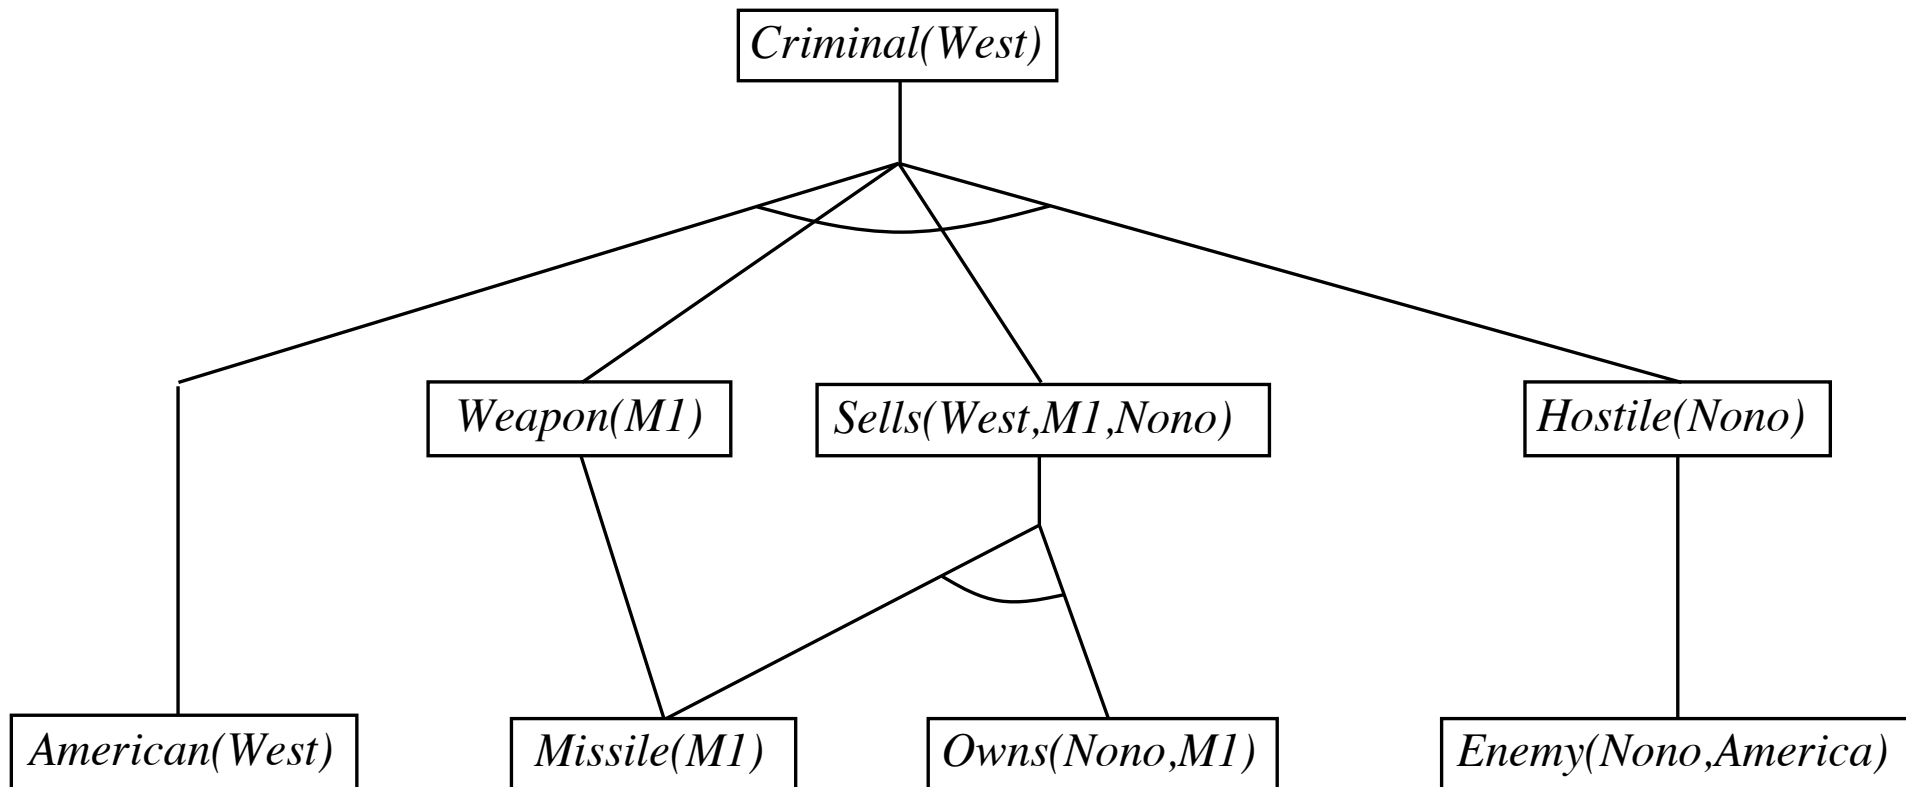 Criminal(West)
Weapon(M1)
Sells(West,M1,Nono)
Hostile(Nono)
American(West)
Missile(M1)
Owns(Nono,M1)
Enemy(Nono,America)